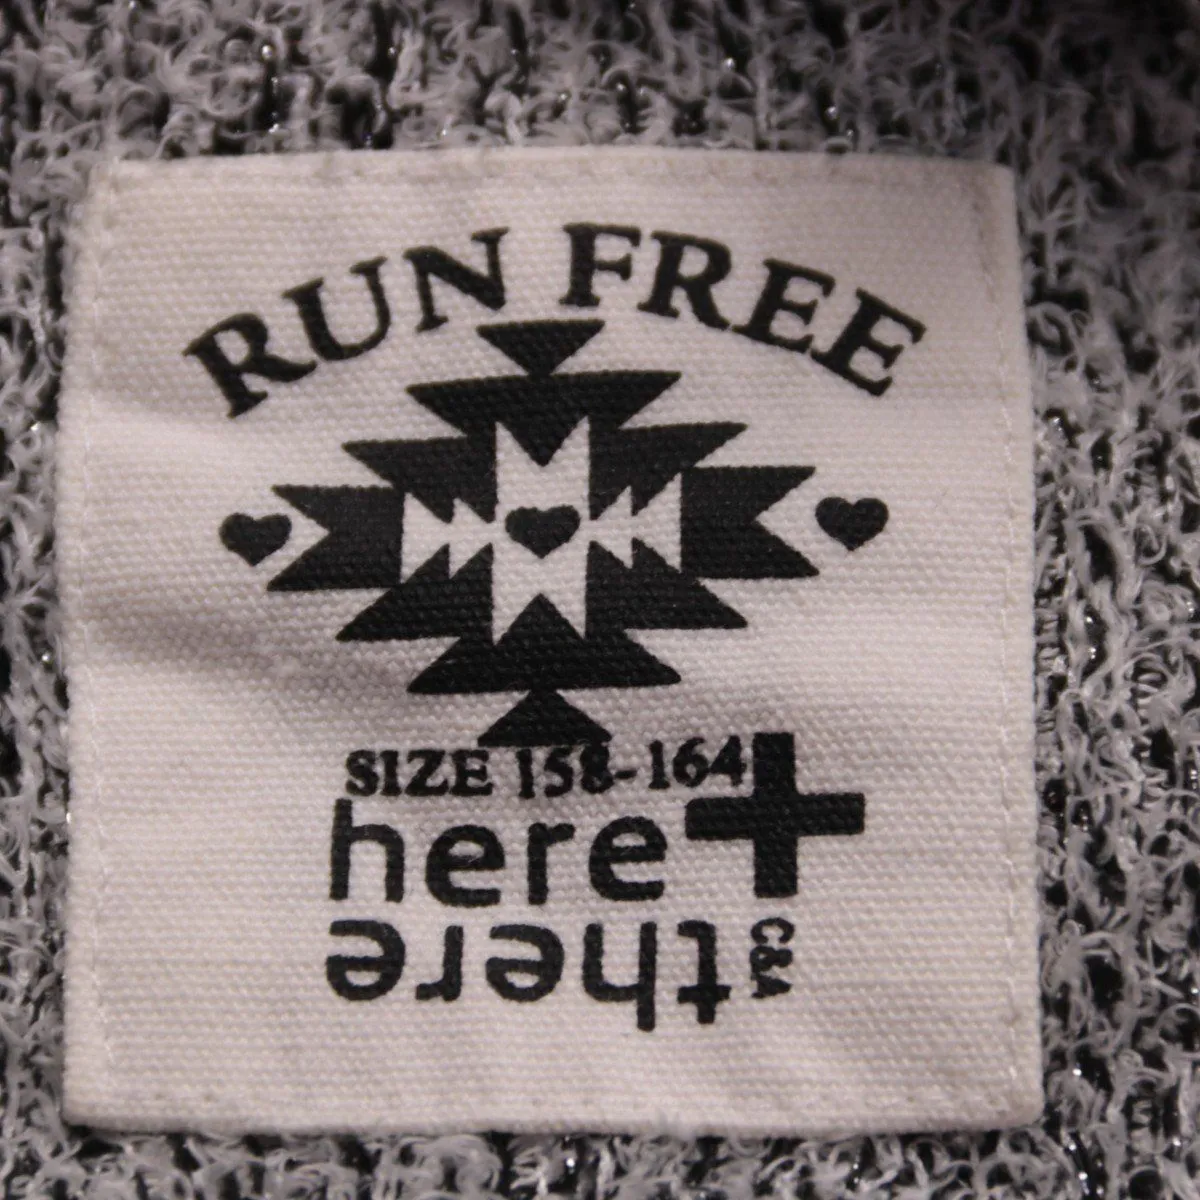 RUN FREE
SIZE 158-164
here+
there
C&A